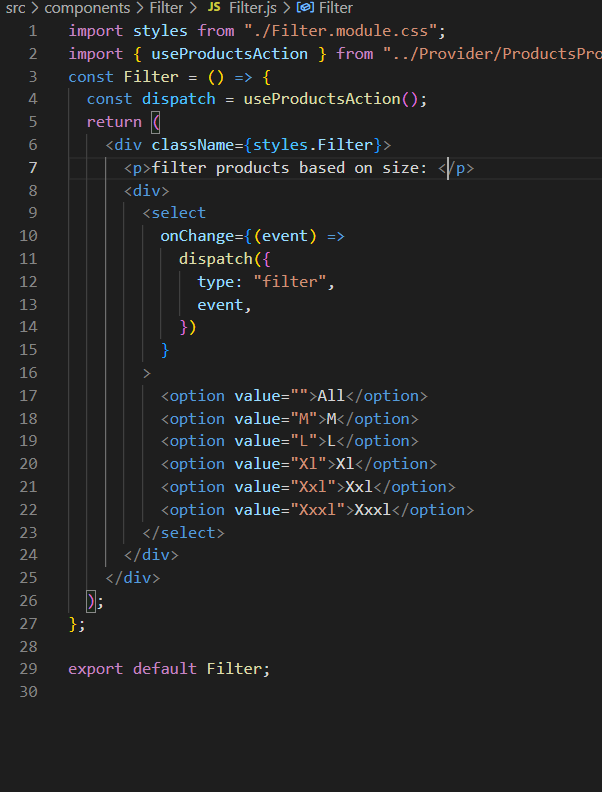 src > components > Filter > JS Filter.js > Filter
1 import styles from "./Filter.module.css";
2 import { useProductsAction } from "../Provider/ProductsPro
3 const Filter = () => {
4   const dispatch = useProductsAction();
5   return (
6     <div className={styles.Filter}>
7       <p>filter products based on size: </p>
8       <div>
9         <select
10           onChange={(event) =>
11             dispatch({
12               type: "filter",
13               event,
14             })
15           }
16         >
17           <option value="">All</option>
18           <option value="M">M</option>
19           <option value="L">L</option>
20           <option value="Xl">Xl</option>
21           <option value="Xxl">Xxl</option>
22           <option value="Xxxl">Xxxl</option>
23         </select>
24       </div>
25     </div>
26   );
27 };
28
29 export default Filter;
30